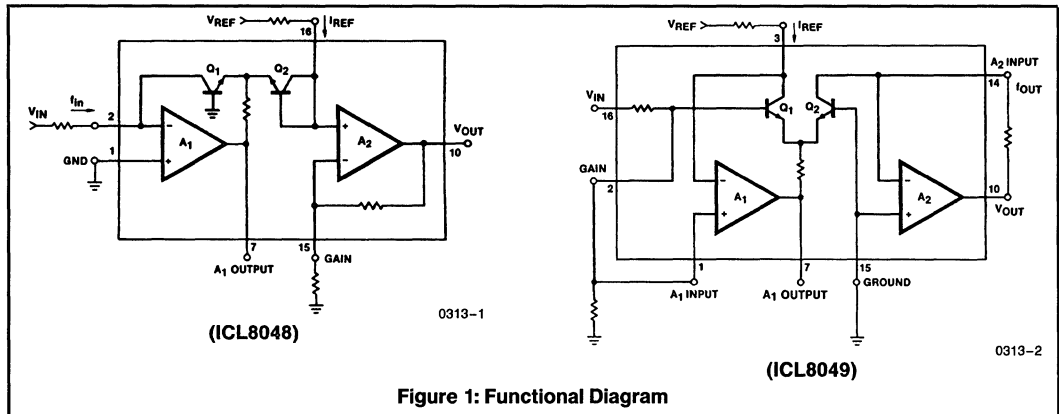 VREF
IREF
16
Q1
Q2
fin
VIN
2
−
A1
+
1
GND
+
A2
−
VOUT
10
7
A1 OUTPUT
15
GAIN
0313–1
(ICL8048)
VREF
IREF
3
A2 INPUT
14
fOUT
VIN
16
Q1
Q2
GAIN
2
−
A1
+
−
A2
+
10
VOUT
1
A1 INPUT
7
A1 OUTPUT
15
GROUND
0313–2
(ICL8049)
Figure 1: Functional Diagram